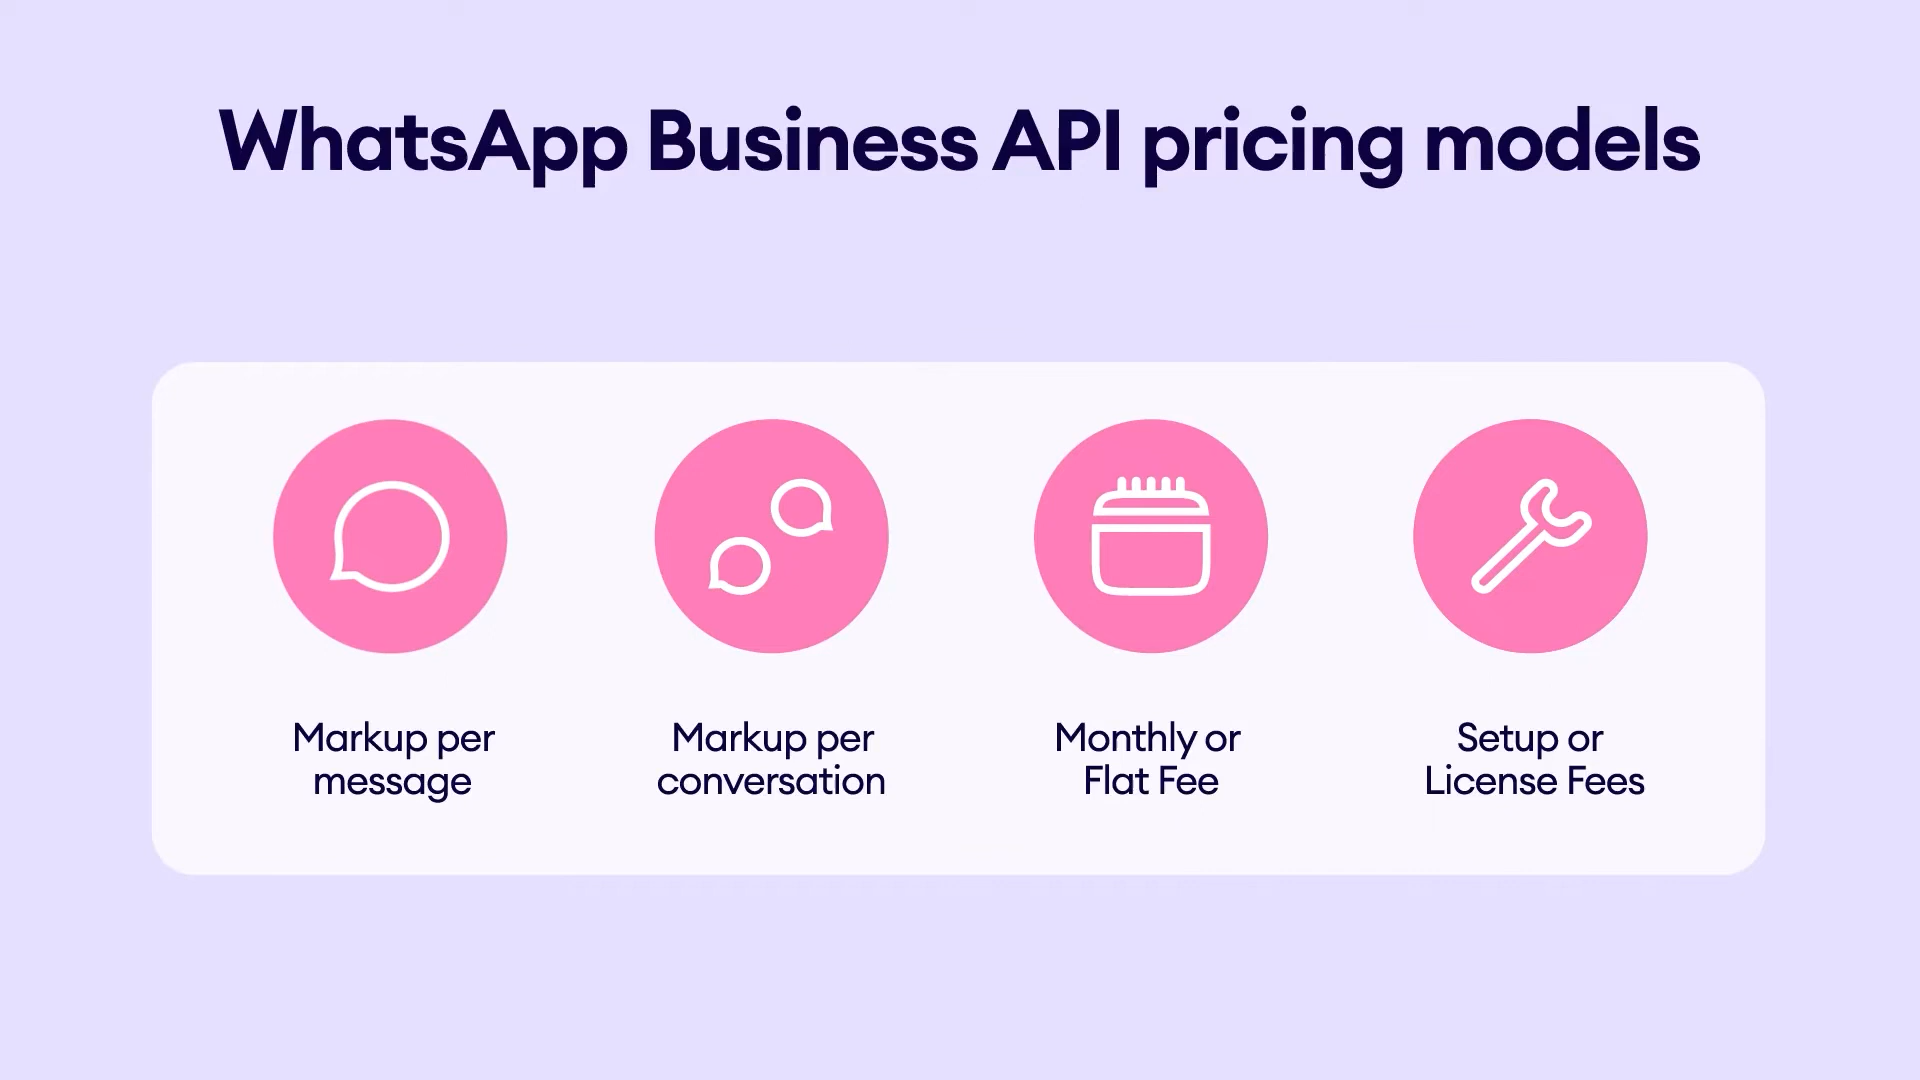 WhatsApp Business API pricing models
Markup per
message
Markup per
conversation
Monthly or
Flat Fee
Setup or
License Fees